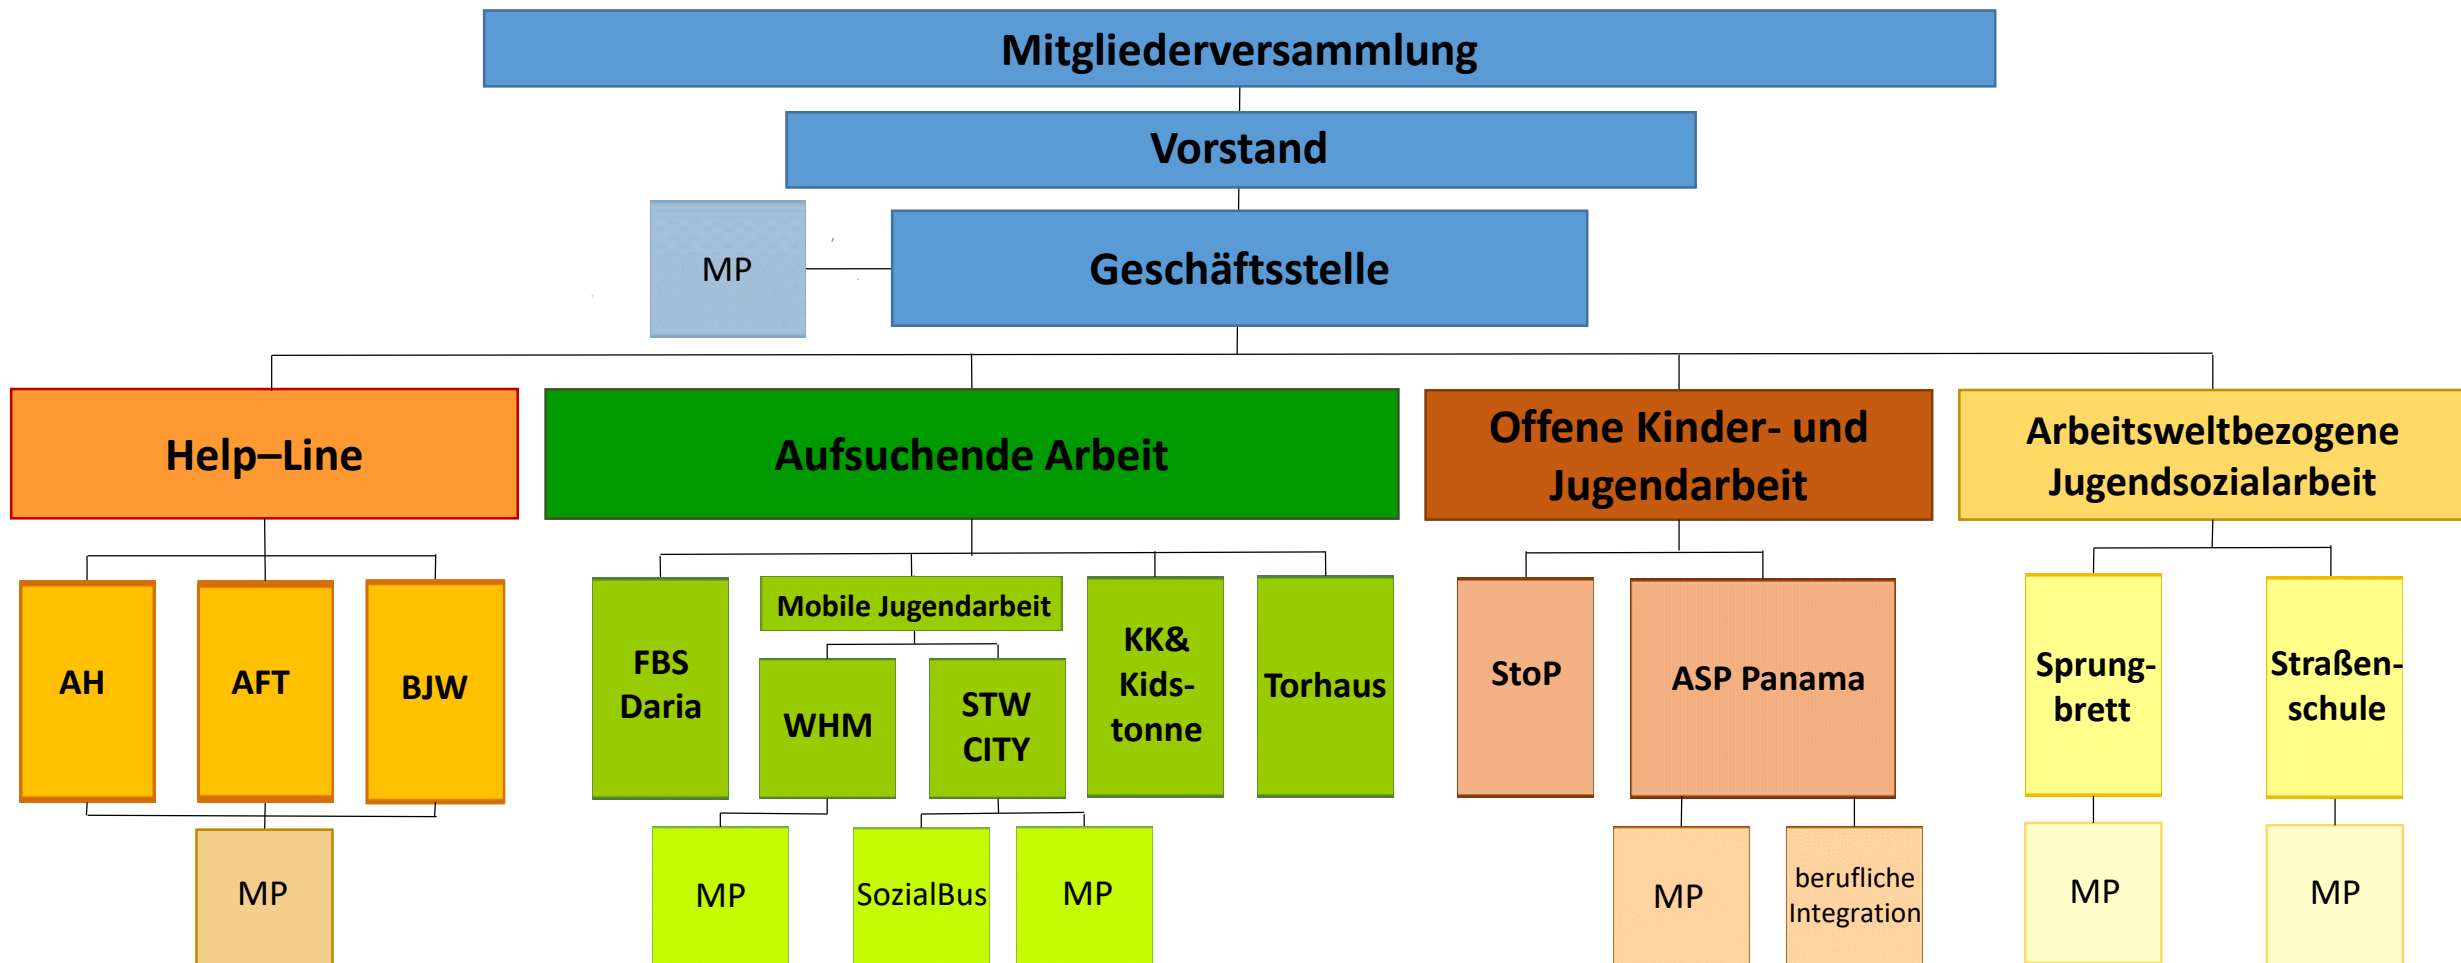 Mitgliederversammlung
Vorstand
MP
Geschäftsstelle
Help–Line
Aufsuchende Arbeit
Offene Kinder- und
Jugendarbeit
Arbeitsweltbezogene
Jugendsozialarbeit
AH
AFT
BJW
FBS
Daria
Mobile Jugendarbeit
WHM
STW
CITY
KK&
Kids-
tonne
Torhaus
StoP
ASP Panama
Sprung-
brett
Straßen-
schule
MP
MP
SozialBus
MP
MP
berufliche
Integration
MP
MP